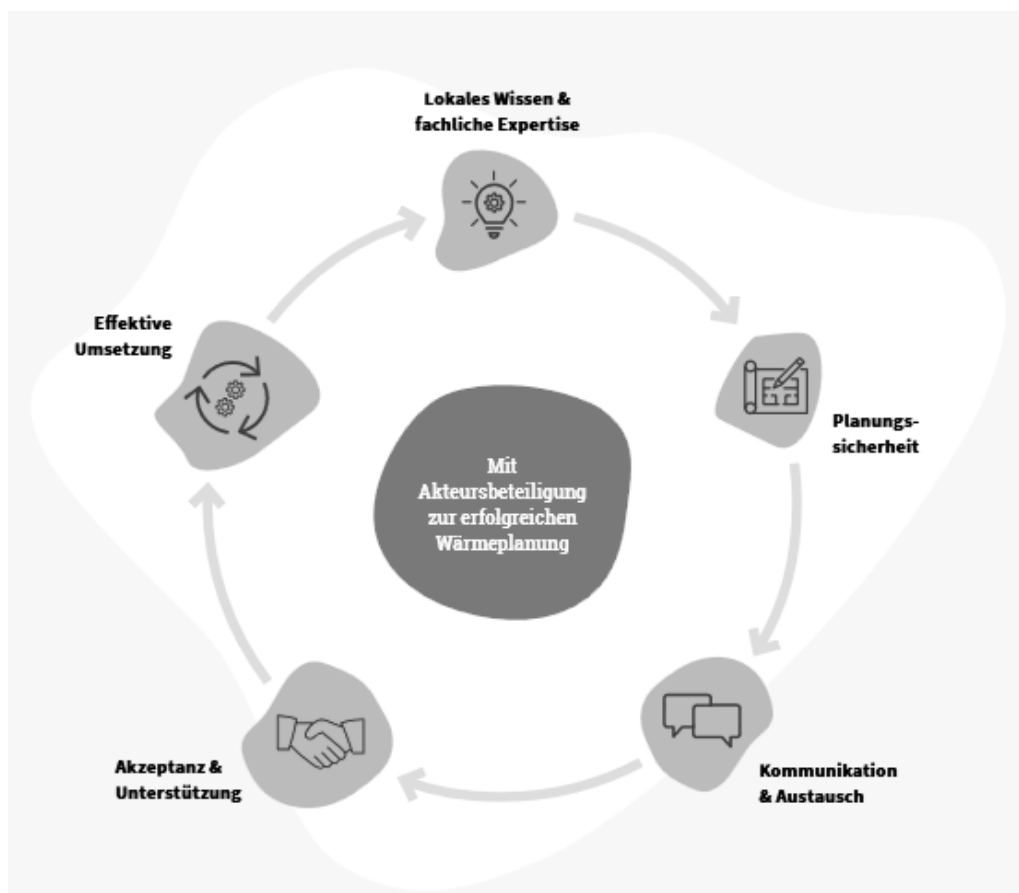 Lokales Wissen &
fachliche Expertise
Effektive
Umsetzung
Planungs-
sicherheit
Mit
Akteursbeteiligung
zur erfolgreichen
Wärmeplanung
Akzeptanz &
Unterstützung
Kommunikation
& Austausch